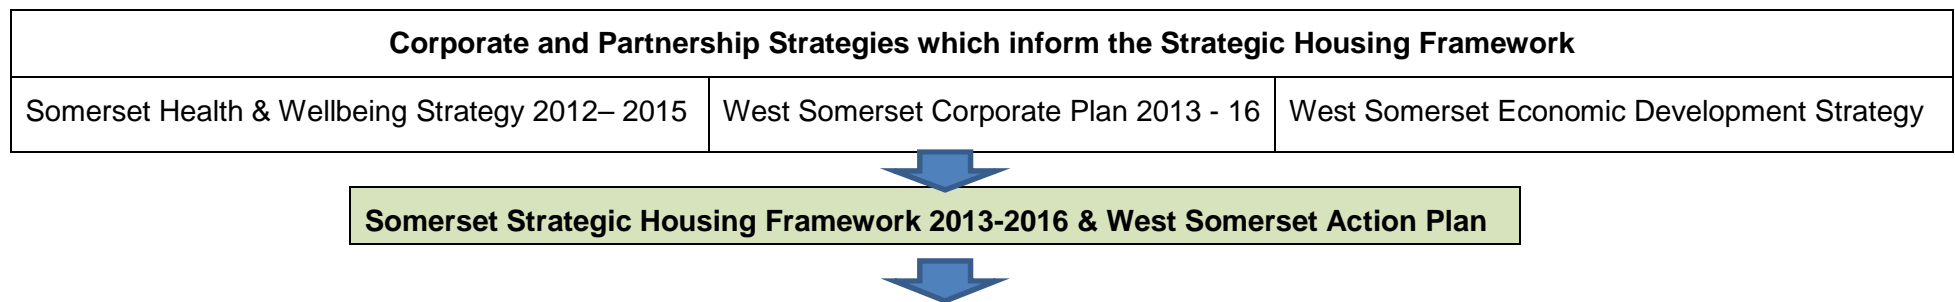 Corporate and Partnership Strategies which inform the Strategic Housing Framework
Somerset Health & Wellbeing Strategy 2012– 2015
West Somerset Corporate Plan 2013 - 16
West Somerset Economic Development Strategy
Somerset Strategic Housing Framework 2013-2016 & West Somerset Action Plan